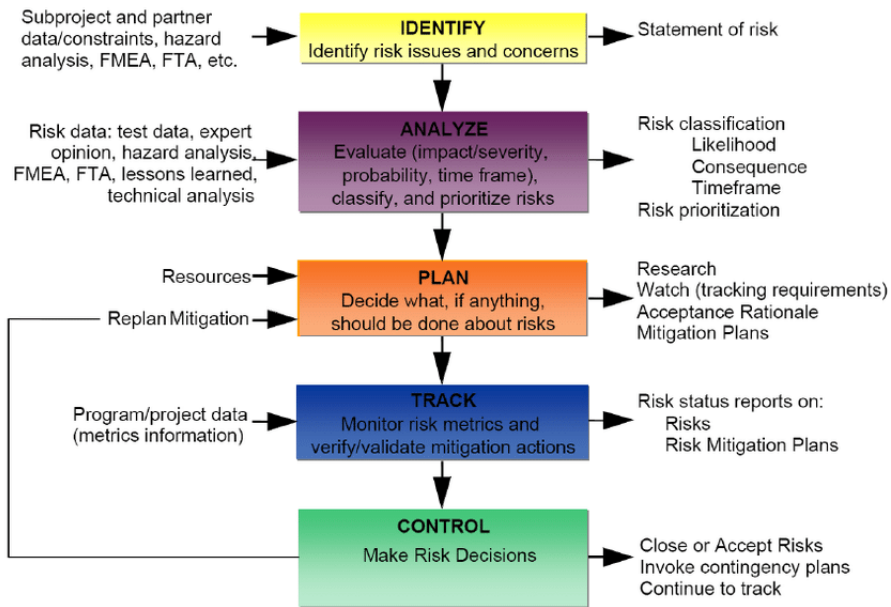 Subproject and partner
data/constraints, hazard
analysis, FMEA, FTA, etc.
IDENTIFY
Identify risk issues and concerns
Statement of risk
Risk data: test data, expert
opinion, hazard analysis,
FMEA, FTA, lessons learned,
technical analysis
ANALYZE
Evaluate (impact/severity,
probability, time frame),
classify, and prioritize risks
Risk classification
Likelihood
Consequence
Timeframe
Risk prioritization
Resources
Replan Mitigation
PLAN
Decide what, if anything,
should be done about risks
Research
Watch (tracking requirements)
Acceptance Rationale
Mitigation Plans
Program/project data
(metrics information)
TRACK
Monitor risk metrics and
verify/validate mitigation actions
Risk status reports on:
Risks
Risk Mitigation Plans
CONTROL
Make Risk Decisions
Close or Accept Risks
Invoke contingency plans
Continue to track